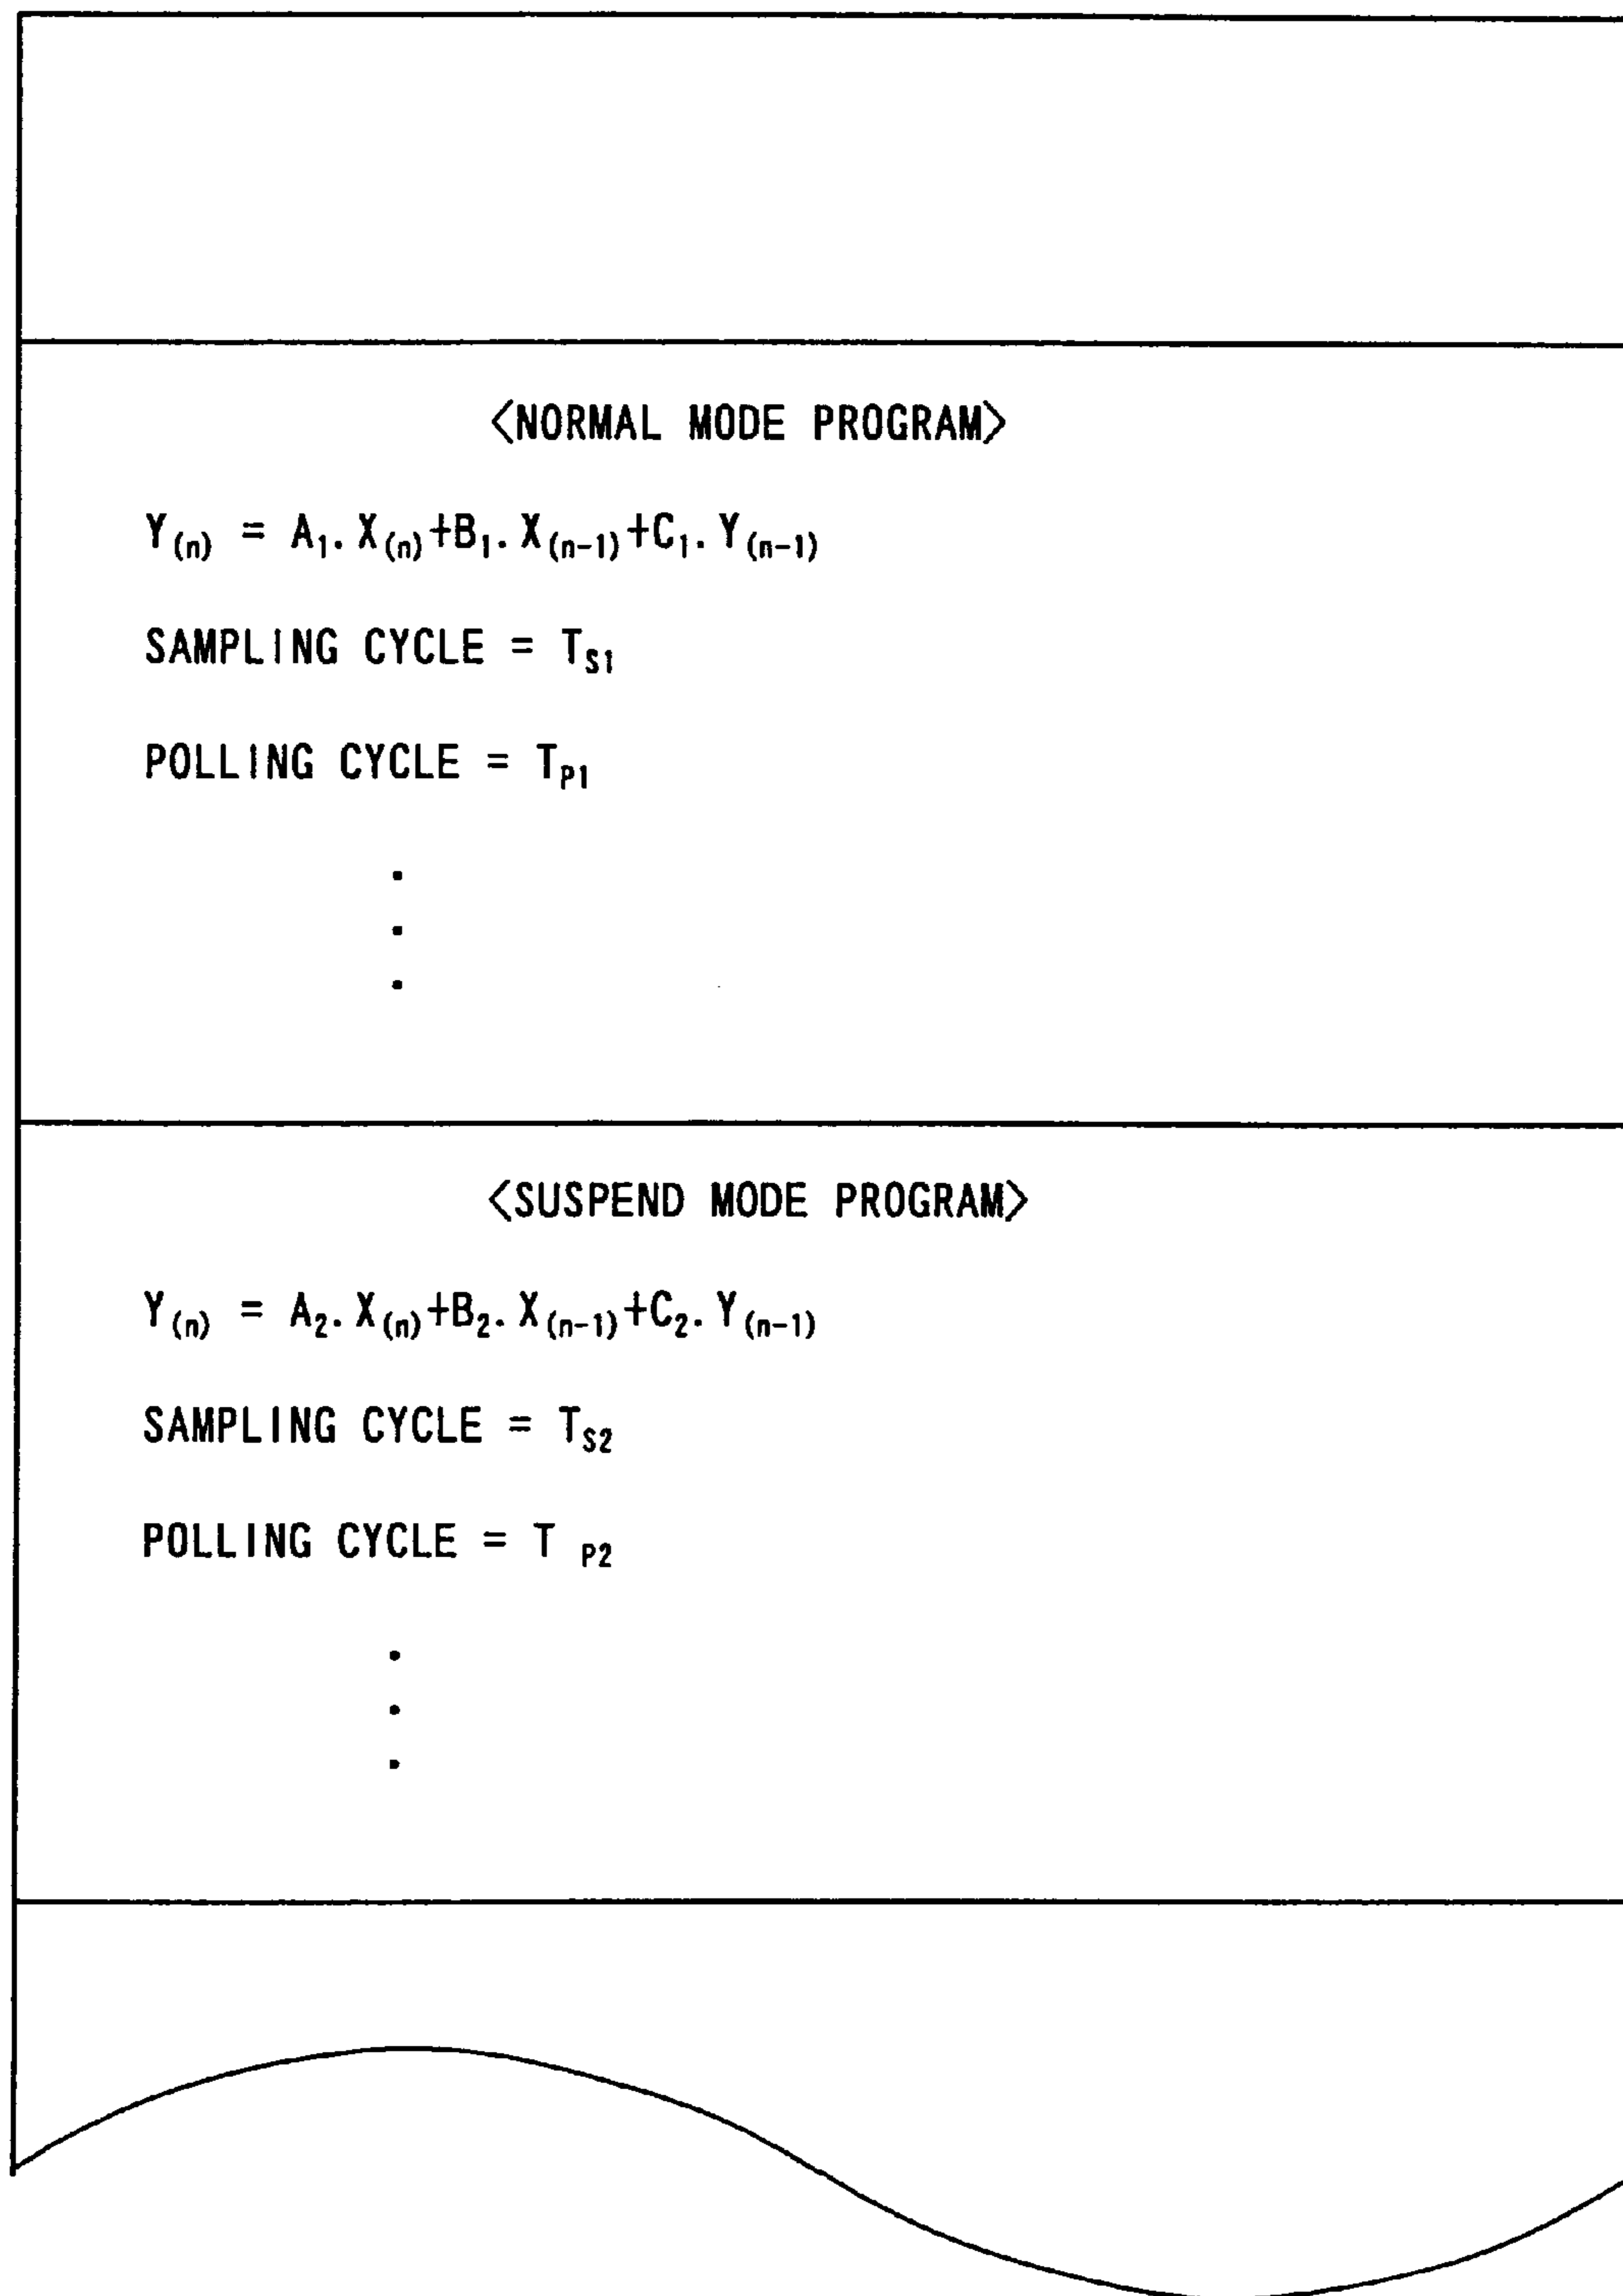 <NORMAL MODE PROGRAM>
Y(n) = A1. X(n)+B1. X(n-1)+C1. Y(n-1)
SAMPLING CYCLE = TS1
POLLING CYCLE = TP1
.
.
.
<SUSPEND MODE PROGRAM>
Y(n) = A2. X(n)+B2. X(n-1)+C2. Y(n-1)
SAMPLING CYCLE = TS2
POLLING CYCLE = T P2
.
.
.